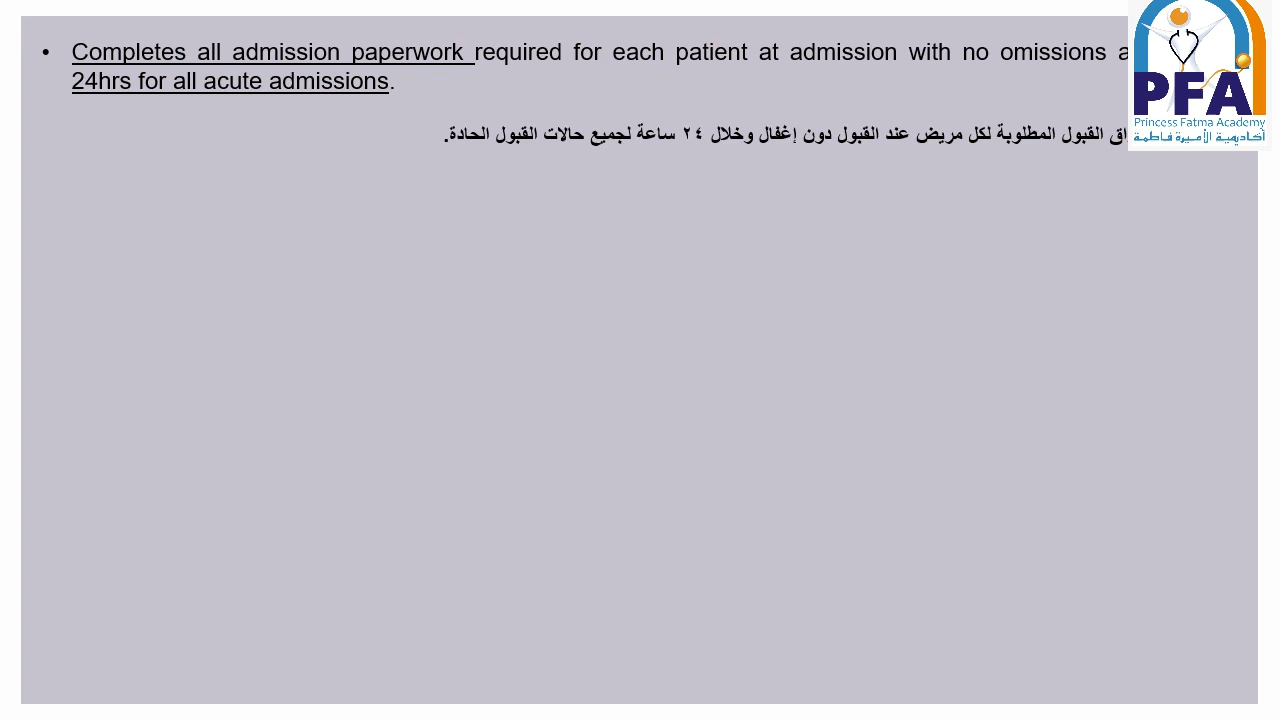 • Completes all admission paperwork required for each patient at admission with no omissions
24hrs for all acute admissions.
القبول المطلوبة لكل مريض عند القبول دون إغفال وخلال ٢٤ ساعة لجميع حالات القبول الحادة.
PFA
Princess Fatma Academy
أكاديمية الأميرة فاطمة